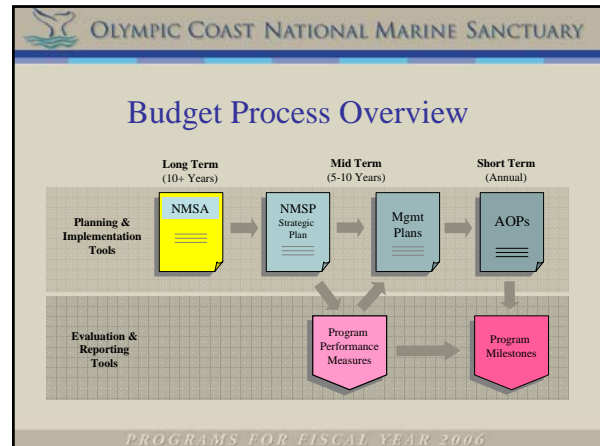 OLYMPIC COAST NATIONAL MARINE SANCTUARY
Budget Process Overview
Long Term
(10+ Years)
Mid Term
(5-10 Years)
Short Term
(Annual)
Planning &
Implementation
Tools
NMSA
NMSP
Strategic
Plan
Mgmt
Plans
AOPs
Evaluation &
Reporting
Tools
Program
Performance
Measures
Program
Milestones
PROGRAMS FOR FISCAL YEAR 2006